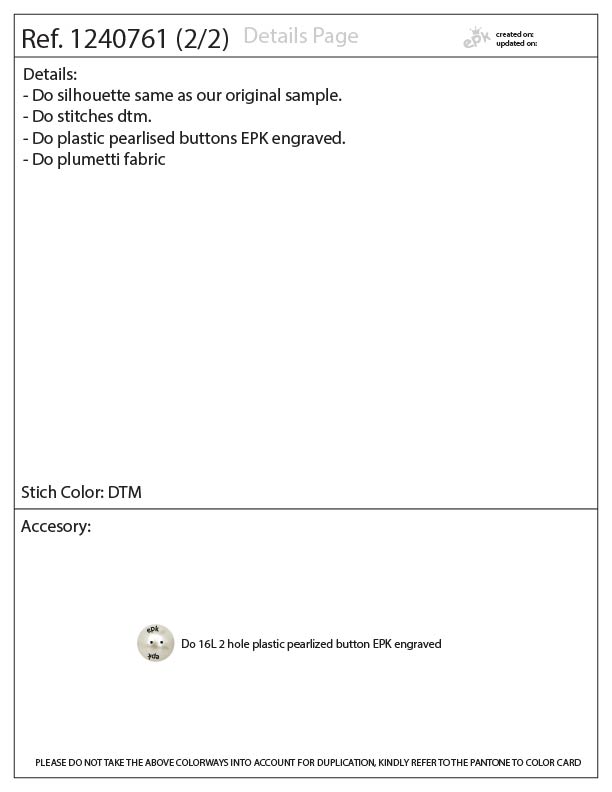 Ref. 1240761 (2/2) Details Page
epk created on:
updated on:
Details:
- Do silhouette same as our original sample.
- Do stitches dtm.
- Do plastic pearlised buttons EPK engraved.
- Do plumetti fabric
Stich Color: DTM
Accesory:
epk
Do 16L 2 hole plastic pearlized button EPK engraved
epk
PLEASE DO NOT TAKE THE ABOVE COLORWAYS INTO ACCOUNT FOR DUPLICATION, KINDLY REFER TO THE PANTONE TO COLOR CARD